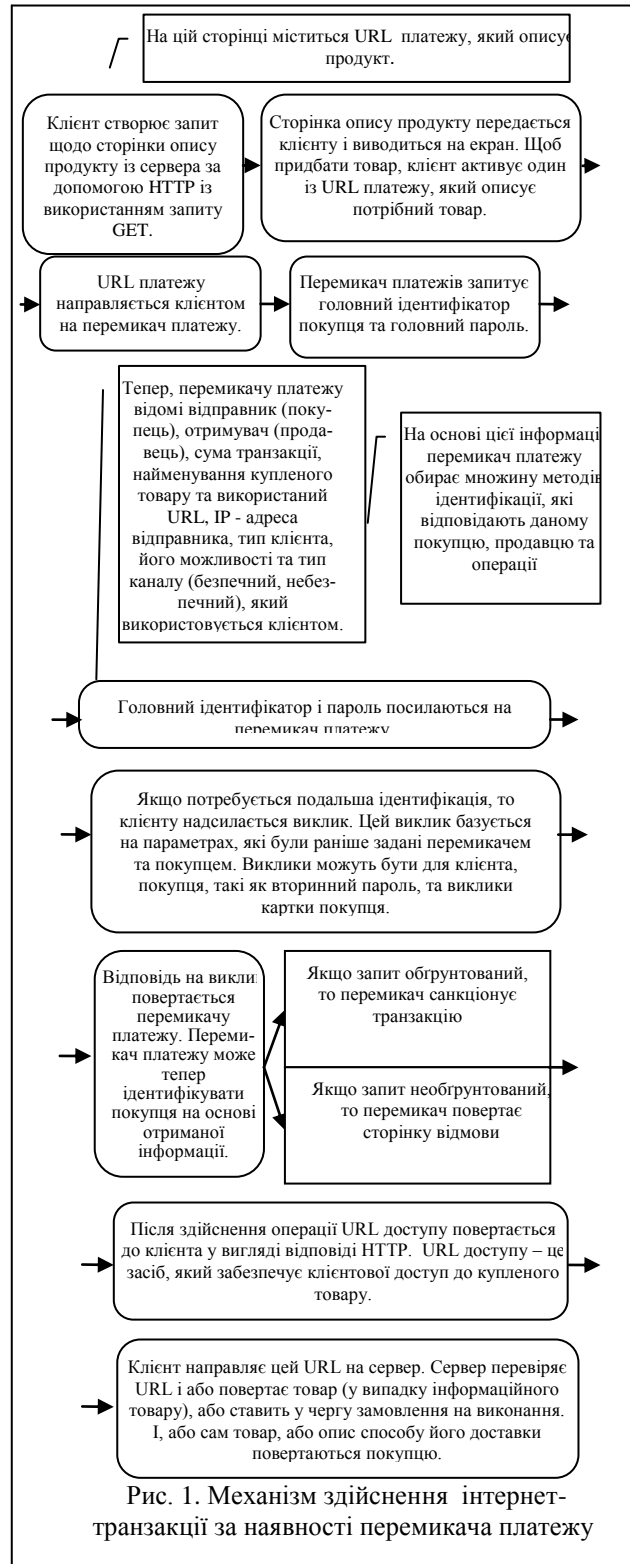 На цій сторінці міститься URL платежу, який описує
продукт.
Клієнт створює запит
щодо сторінки опису
продукту із сервера за
допомогою HTTP із
використанням запиту
GET.
Сторінка опису продукту передається
клієнту і виводиться на екран. Щоб
придбати товар, клієнт активує один
із URL платежу, який описує
потрібний товар.
URL платежу
направляється клієнтом
на перемикач платежу.
Перемикач платежів запитує
головний ідентифікатор
покупця та головний пароль.
Тепер, перемикачу платежу
відомі відправник (поку-
пець), отримувач (прода-
вець), сума транзакції,
найменування купленого
товару та використаний
URL, IP - адреса
відправника, тип клієнта,
його можливості та тип
каналу (безпечний, небез-
печний), який
використовується клієнтом.
На основі цієї інформаці
перемикач платежу
обирає множину методів
ідентифікації, які
відповідають даному
покупцю, продавцю та
операції
Головний ідентифікатор і пароль посилаються на
перемикач платежу
Якщо потребується подальша ідентифікація, то
клієнту надсилається виклик. Цей виклик базується
на параметрах, які були раніше задані перемикачем
та покупцем. Виклики можуть бути для клієнта,
покупця, такі як вторинний пароль, та виклики
картки покупця.
Відповідь на викли
повертається
перемикачу
платежу. Переми-
кач платежу може
тепер
ідентифікувати
покупця на основі
отриманої
інформації.
Якщо запит обґрунтований,
то перемикач санкціонує
транзакцію
Якщо запит необґрунтований,
то перемикач повертає
сторінку відмови
Після здійснення операції URL доступу повертається
до клієнта у вигляді відповіді HTTP. URL доступу – це
засіб, який забезпечує клієнтової доступ до купленого
товару.
Клієнт направляє цей URL на сервер. Сервер перевіряє
URL і або повертає товар (у випадку інформаційного
товару), або ставить у чергу замовлення на виконання.
І, або сам товар, або опис способу його доставки
повертаються покупцю.
Рис. 1. Механізм здійснення інтернет-
транзакції за наявності перемикача платежу